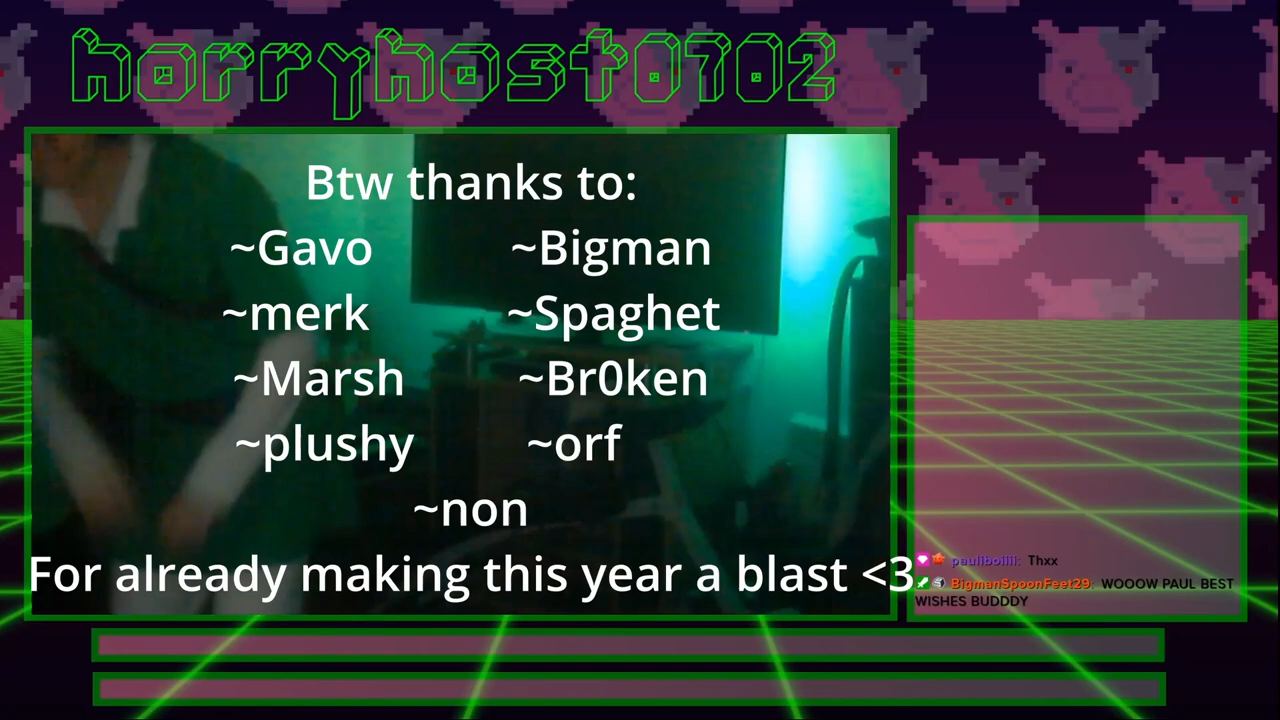 horryhost0702
Btw thanks to:
~Gavo ~Bigman
~merk ~Spaghet
~Marsh ~Br0ken
~plushy ~orf
~non
For already making this year a blast <3
paullboiiii: Thxx
BigmanSpoonFeet29: WOOOW PAUL BEST
WISHES BUDDDY